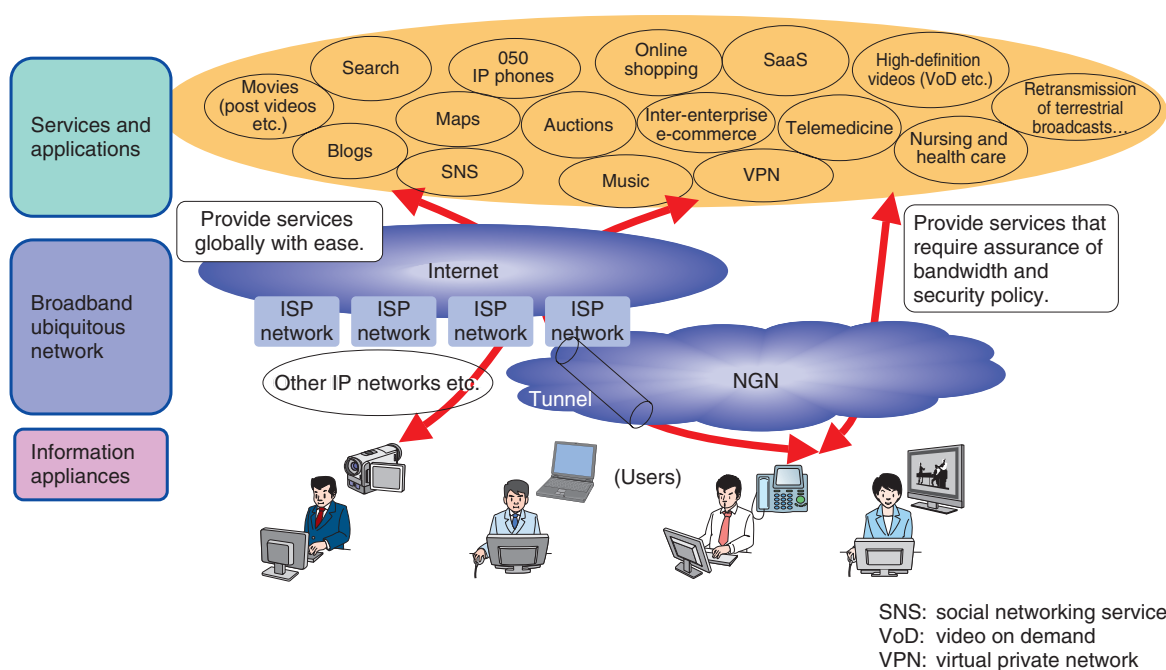 Services and
applications
Movies
(post videos
etc.)
Search
050
IP phones
Online
shopping
SaaS
High-definition
videos (VoD etc.)
Retransmission
of terrestrial
broadcasts…
Blogs
Maps
Auctions
Inter-enterprise
e-commerce
Telemedicine
Nursing and
health care
SNS
Music
VPN
Provide services
globally with ease.
Provide services that
require assurance of
bandwidth and
security policy.
Broadband
ubiquitous
network
Internet
ISP
network
ISP
network
ISP
network
ISP
network
Other IP networks etc.
Tunnel
NGN
Information
appliances
(Users)
SNS: social networking service
VoD: video on demand
VPN: virtual private network